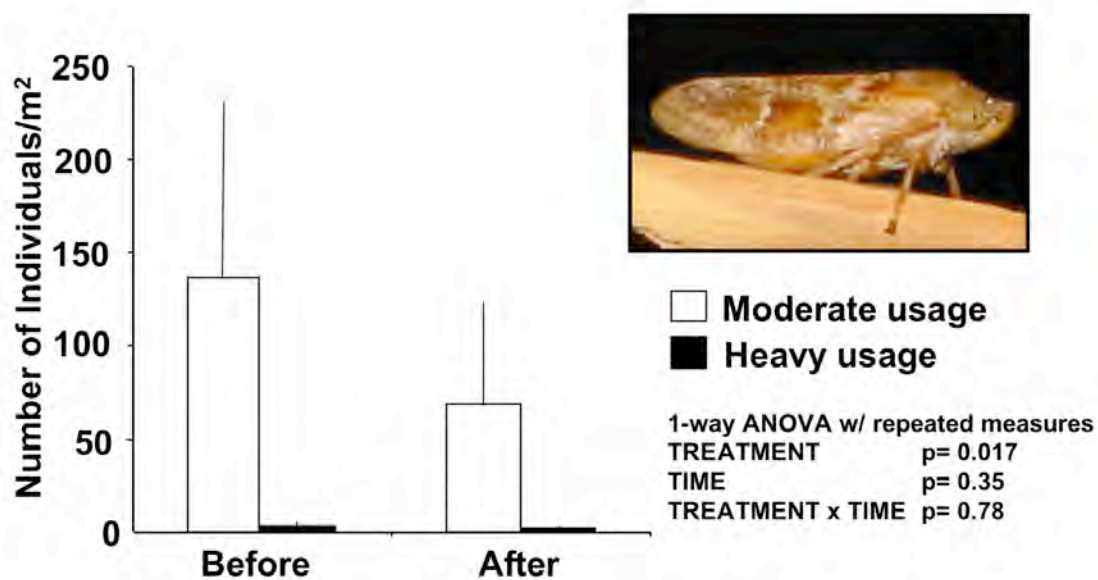 250
200
150
100
50
0
Number of Individuals/m²
Before
After
Moderate usage
Heavy usage
1-way ANOVA w/ repeated measures
TREATMENT p= 0.017
TIME p= 0.35
TREATMENT x TIME p= 0.78